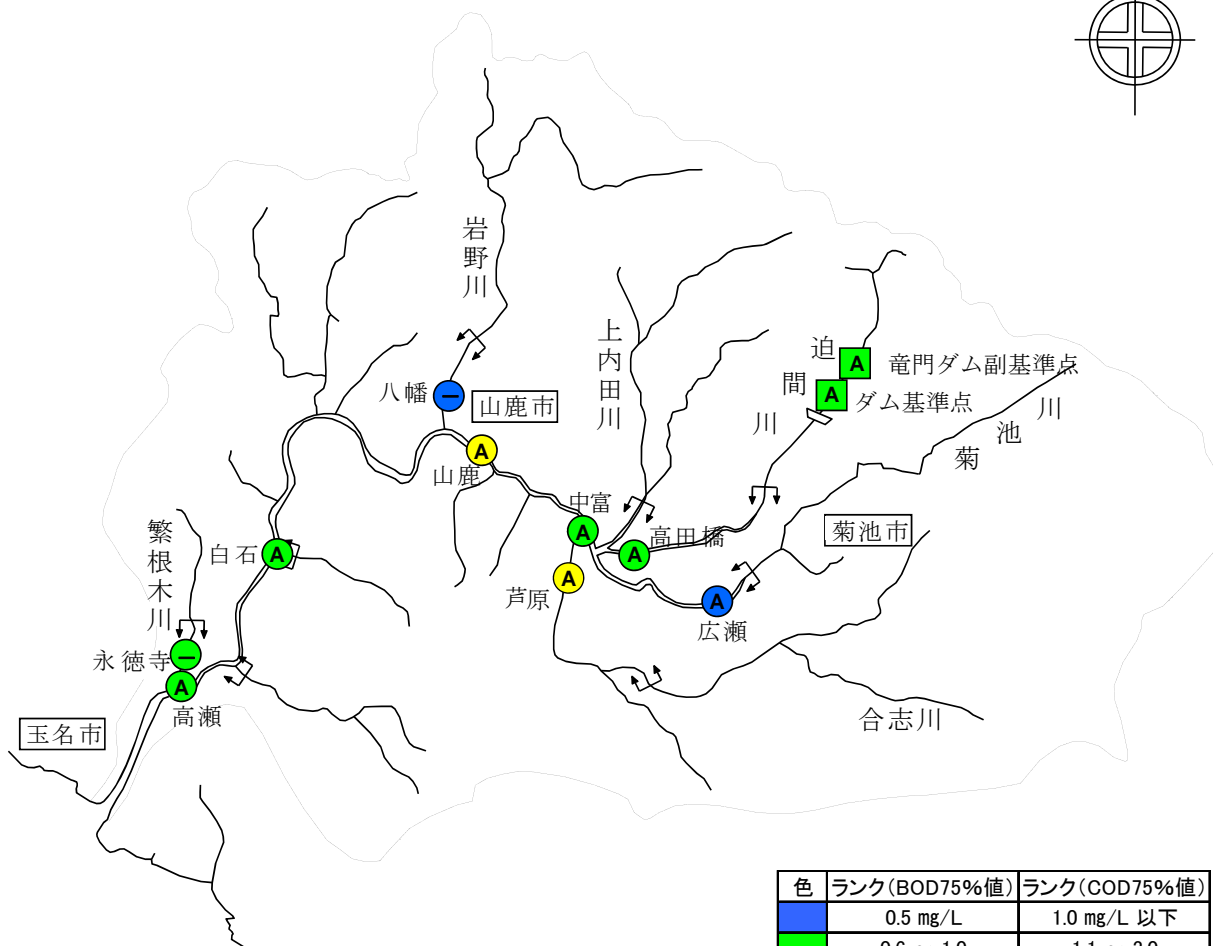 岩野川
上内田川
迫間川
竜門ダム副基準点
A
ダム基準点
A
菊池川
八幡
―
山鹿市
山鹿
A
中富
A
高田橋
A
菊池市
繁根木川
白石
A
芦原
A
広瀬
A
永徳寺
―
A
高瀬
玉名市
合志川
色 ランク(BOD75%値) ランク(COD75%値)
0.5 mg/L 1.0 mg/L 以下